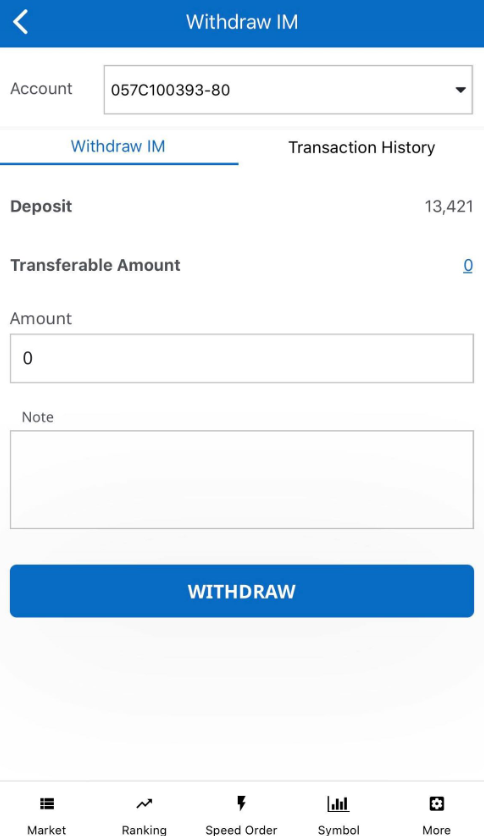 Withdraw IM
Account
057C100393-80
Withdraw IM
Transaction History
Deposit
13,421
Transferable Amount
0
Amount
0
Note
WITHDRAW
Market
Ranking
Speed Order
Symbol
More